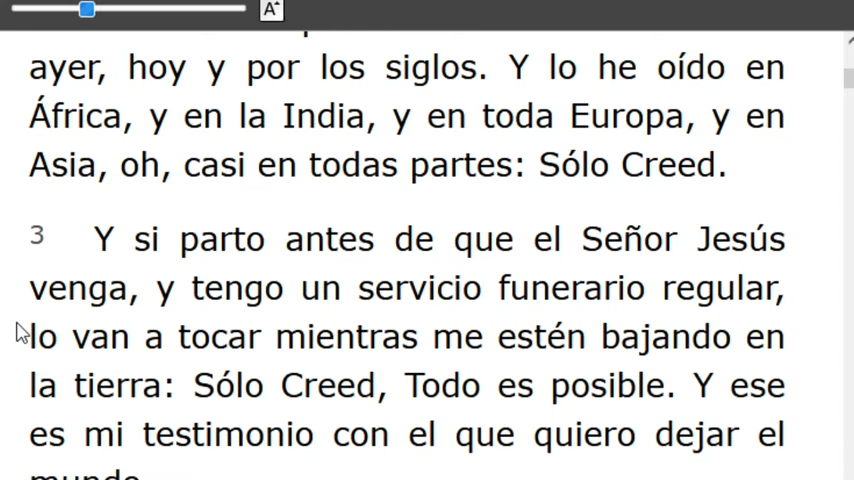 A
ayer, hoy y por los siglos. Y lo he oído en
África, y en la India, y en toda Europa, y en
Asia, oh, casi en todas partes: Sólo Creed.
3 Y si parto antes de que el Señor Jesús
venga, y tengo un servicio funerario regular,
lo van a tocar mientras me estén bajando en
la tierra: Sólo Creed, Todo es posible. Y ese
es mi testimonio con el que quiero dejar el
mundo